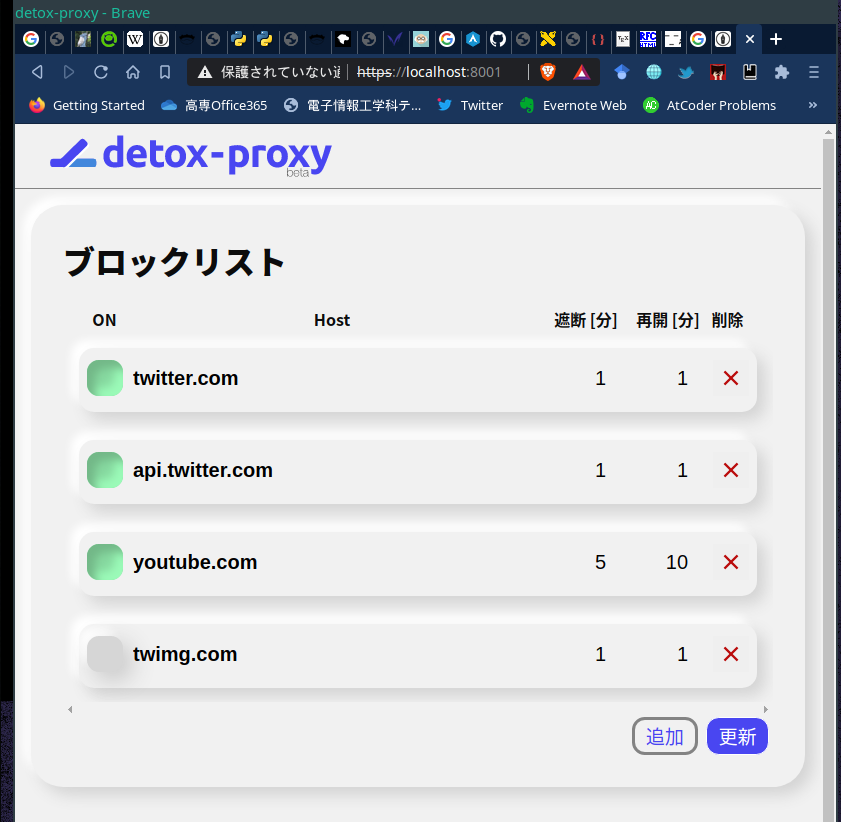 detox-proxy - Brave
保護されていない通 https://localhost:8001
Getting Started 高専Office365 電子情報工学科テ... Twitter Evernote Web AtCoder Problems »
detox-proxy
beta
ブロックリスト
ON Host 遮断 [分] 再開 [分] 削除
twitter.com 1 1 ×
api.twitter.com 1 1 ×
youtube.com 5 10 ×
twimg.com 1 1 ×
追加 更新